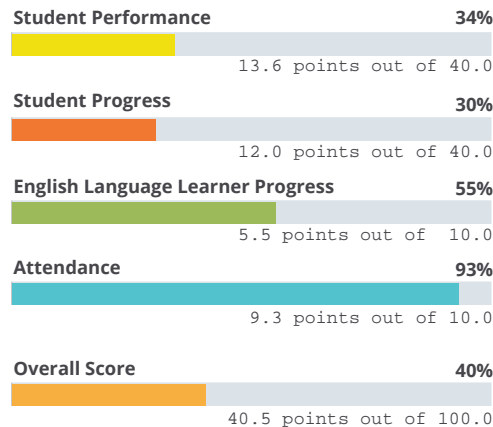 Student Performance 34%
13.6 points out of 40.0
Student Progress 30%
12.0 points out of 40.0
English Language Learner Progress 55%
5.5 points out of 10.0
Attendance 93%
9.3 points out of 10.0
Overall Score 40%
40.5 points out of 100.0